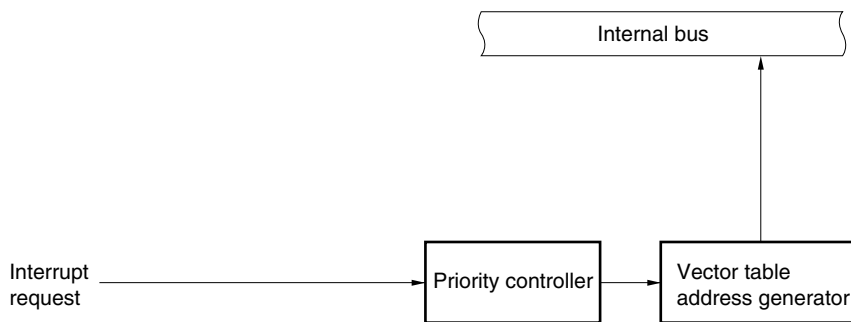 Internal bus
Interrupt
request
Priority controller
Vector table
address generator